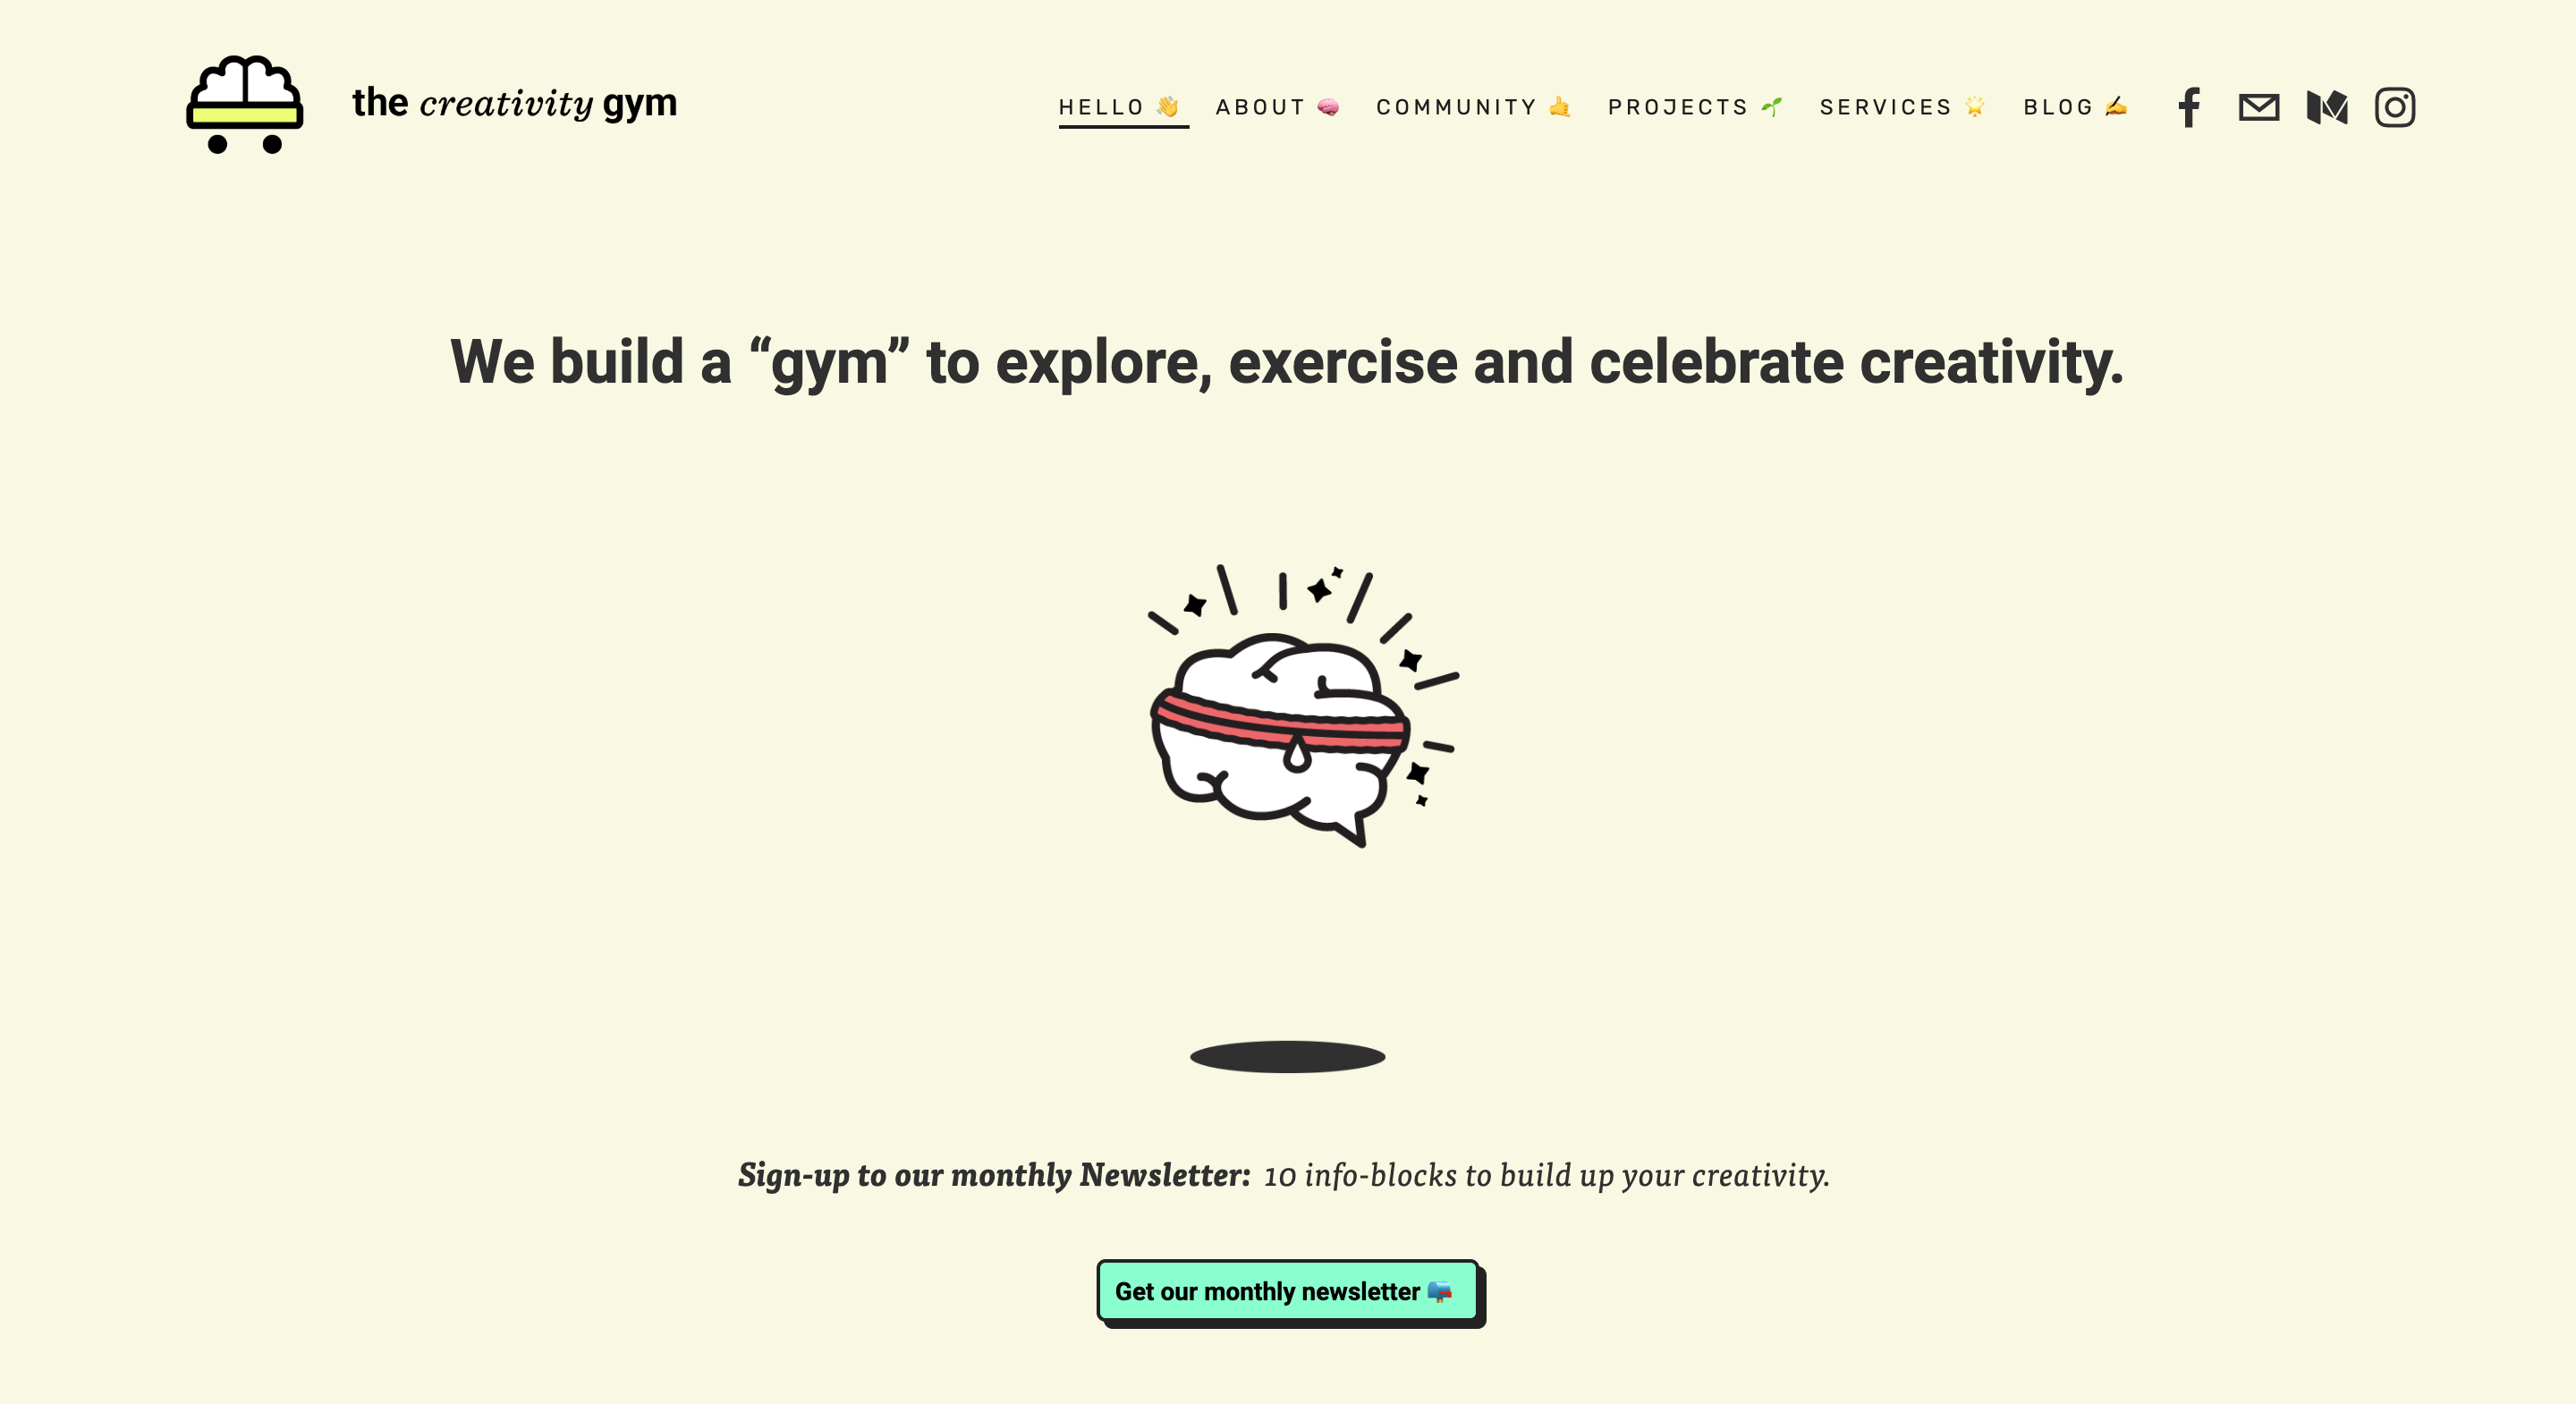 the creativity gym
HELLO 👋 ABOUT 🧠 COMMUNITY 🤙 PROJECTS 🌱 SERVICES 🌟 BLOG ✍️
We build a “gym” to explore, exercise and celebrate creativity.
Sign-up to our monthly Newsletter: 10 info-blocks to build up your creativity.
Get our monthly newsletter 📪